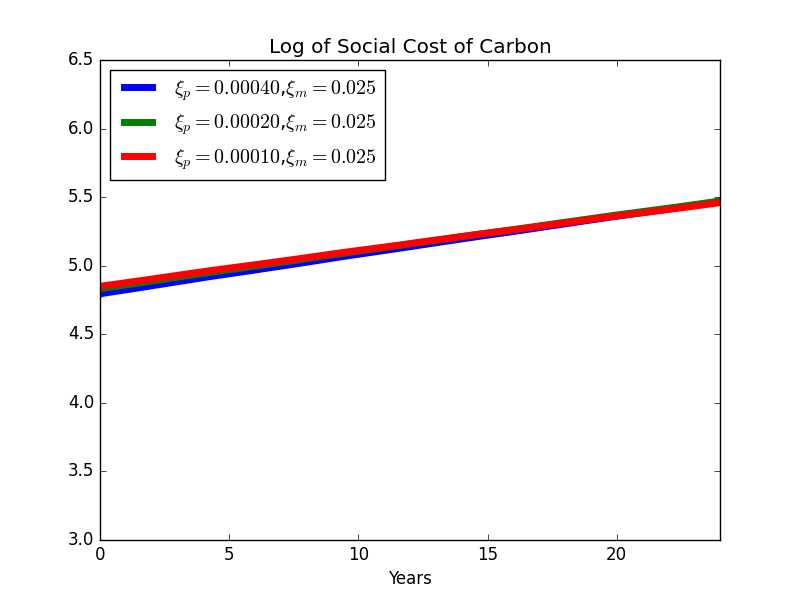 Log of Social Cost of Carbon
6.5
6.0
5.5
5.0
4.5
4.0
3.5
3.0
ξp = 0.00040,ξm = 0.025
ξp = 0.00020,ξm = 0.025
ξp = 0.00010,ξm = 0.025
0 5 10 15 20
Years